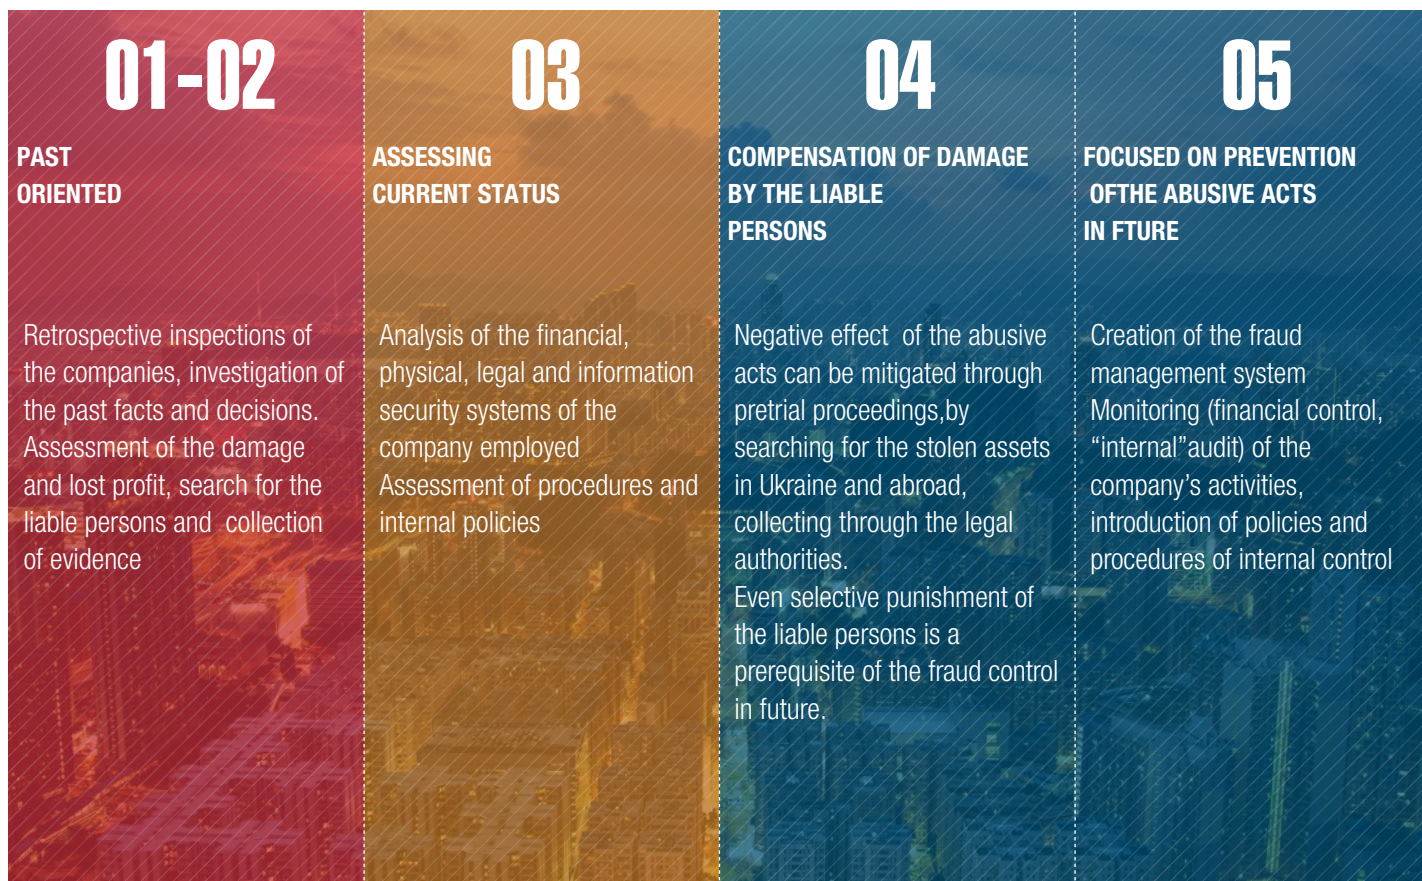 01-02
PAST
ORIENTED
Retrospective inspections of
the companies, investigation of
the past facts and decisions.
Assessment of the damage
and lost profit, search for the
liable persons and  collection
of evidence
03
ASSESSING
CURRENT STATUS
Analysis of the financial,
physical, legal and information
security systems of the
company employed
Assessment of procedures and
internal policies
04
COMPENSATION OF DAMAGE
BY THE LIABLE
PERSONS
Negative effect  of the abusive
acts can be mitigated through
pretrial proceedings,by
searching for the stolen assets
in Ukraine and abroad,
collecting through the legal
authorities.
Even selective punishment of
the liable persons is a
prerequisite of the fraud control
in future.
05
FOCUSED ON PREVENTION
OFTHE ABUSIVE ACTS
IN FTURE
Creation of the fraud
management system
Monitoring (financial control,
“internal”audit) of the
company’s activities,
introduction of policies and
procedures of internal control